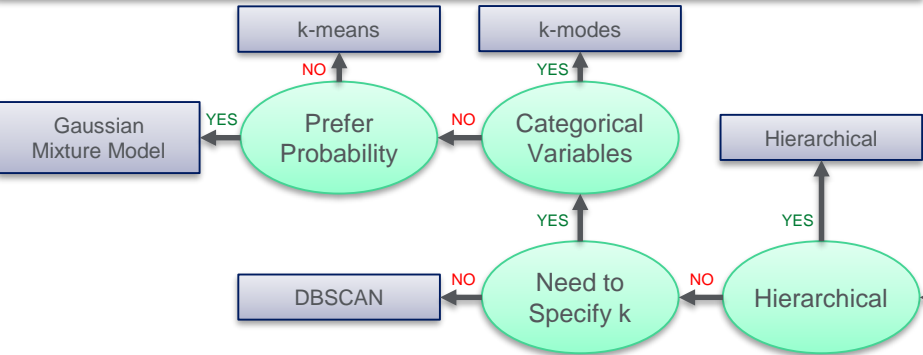 k-means
k-modes
NO
YES
Gaussian
Mixture Model
YES
Prefer
Probability
NO
Categorical
Variables
Hierarchical
YES
YES
DBSCAN
NO
Need to
Specify k
NO
Hierarchical